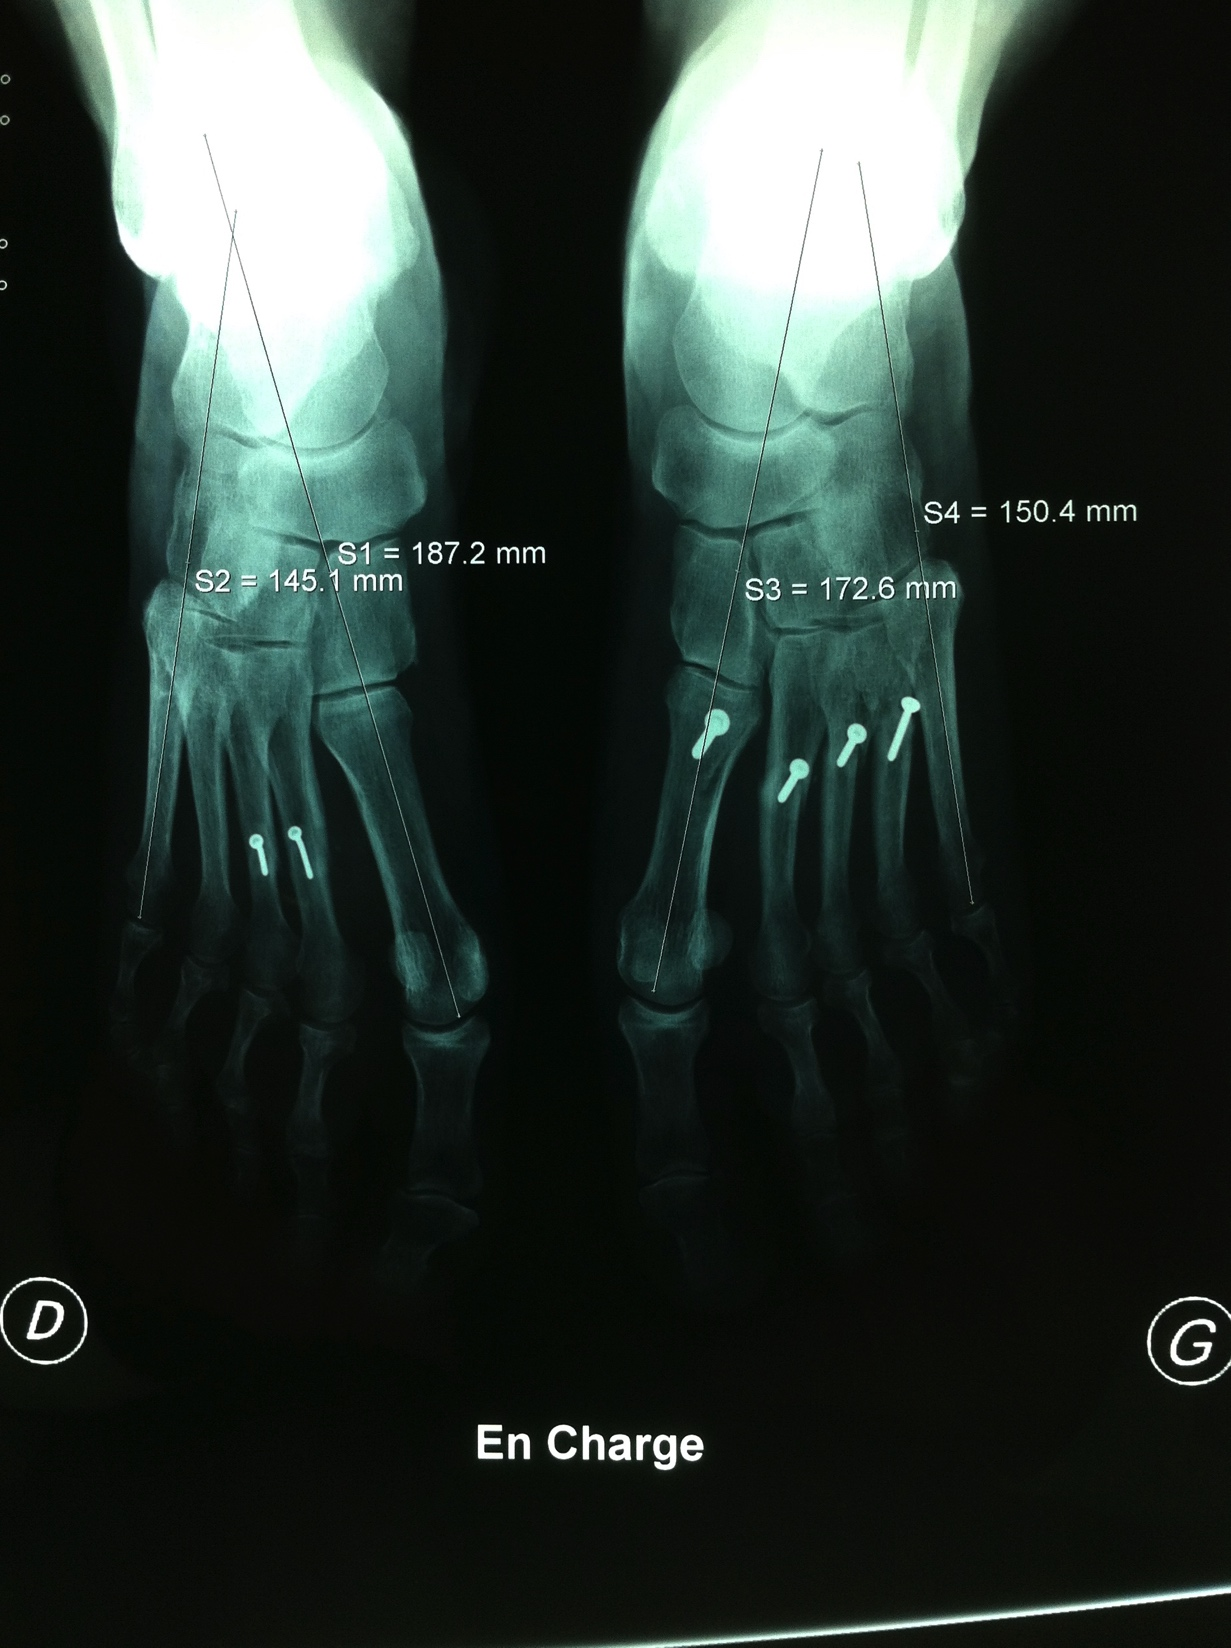 S4 = 150.4 mm
S1 = 187.2 mm
S2 = 145.1 mm
S3 = 172.6 mm
D
G
En Charge